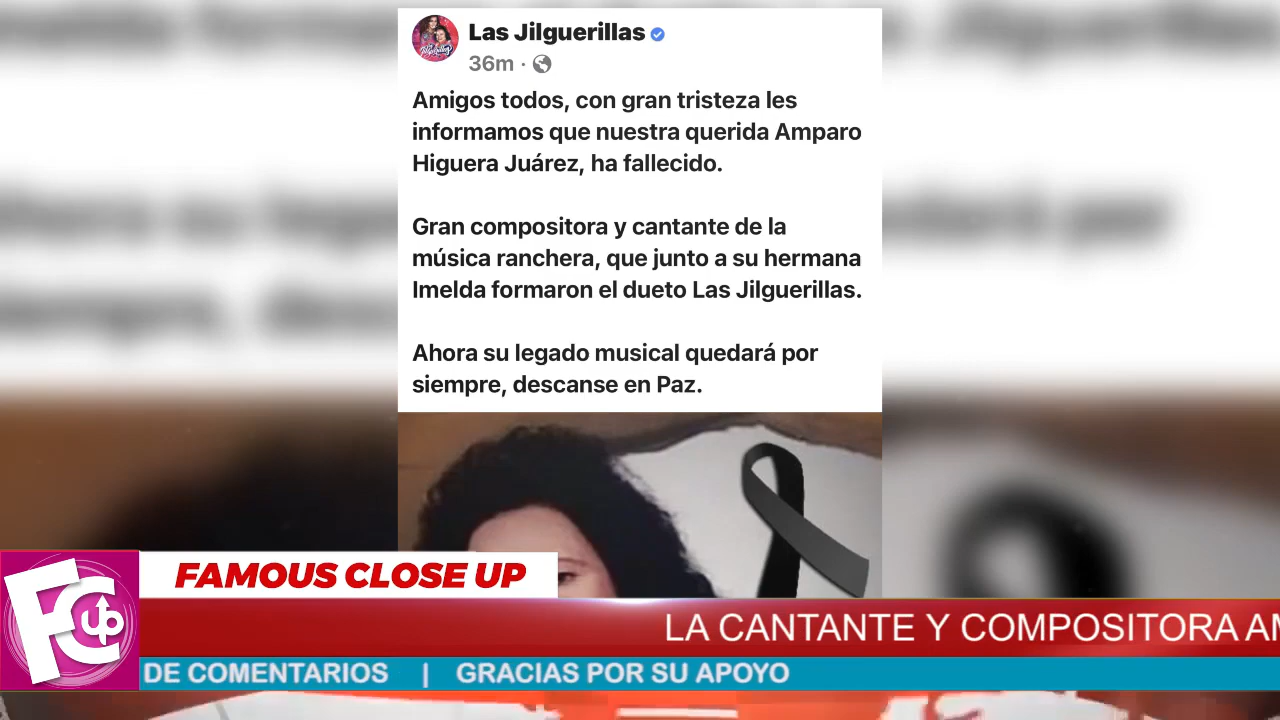 Las Jilguerillas
36m ·
Amigos todos, con gran tristeza les
informamos que nuestra querida Amparo
Higuera Juárez, ha fallecido.
Gran compositora y cantante de la
música ranchera, que junto a su hermana
Imelda formaron el dueto Las Jilguerillas.
Ahora su legado musical quedará por
siempre, descanse en Paz.
FC up
FAMOUS CLOSE UP
LA CANTANTE Y COMPOSITORA AM
DE COMENTARIOS | GRACIAS POR SU APOYO